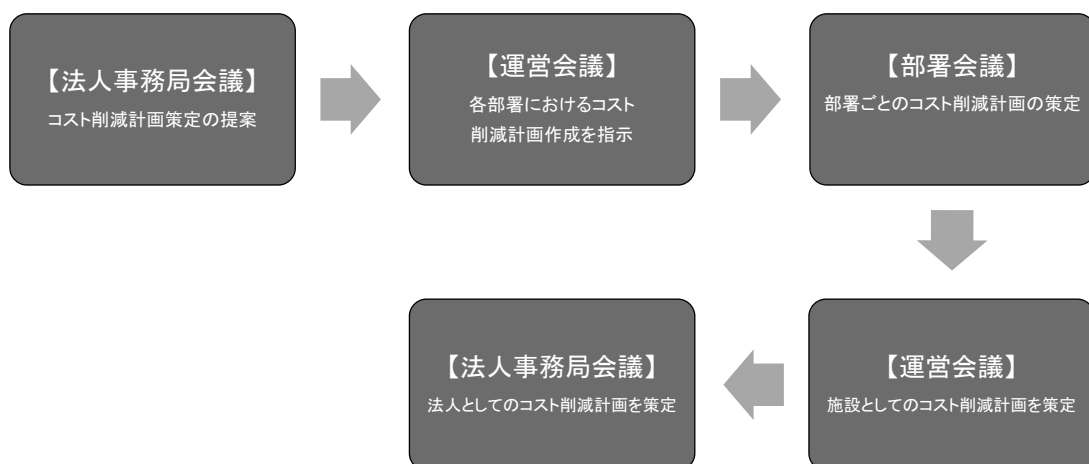 【法人事務局会議】
コスト削減計画策定の提案
【運営会議】
各部署におけるコスト
削減計画作成を指示
【部署会議】
部署ごとのコスト削減計画の策定
【運営会議】
施設としてのコスト削減計画を策定
【法人事務局会議】
法人としてのコスト削減計画を策定